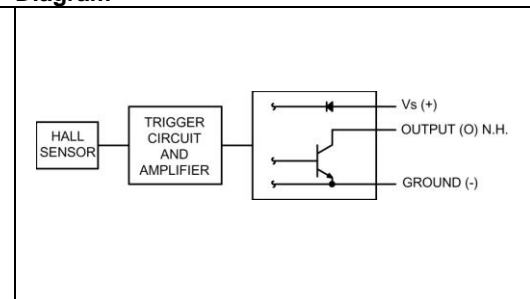 Diagram
HALL
SENSOR
TRIGGER
CIRCUIT
AND
AMPLIFIER
Vs (+)
OUTPUT (O) N.H.
GROUND (-)